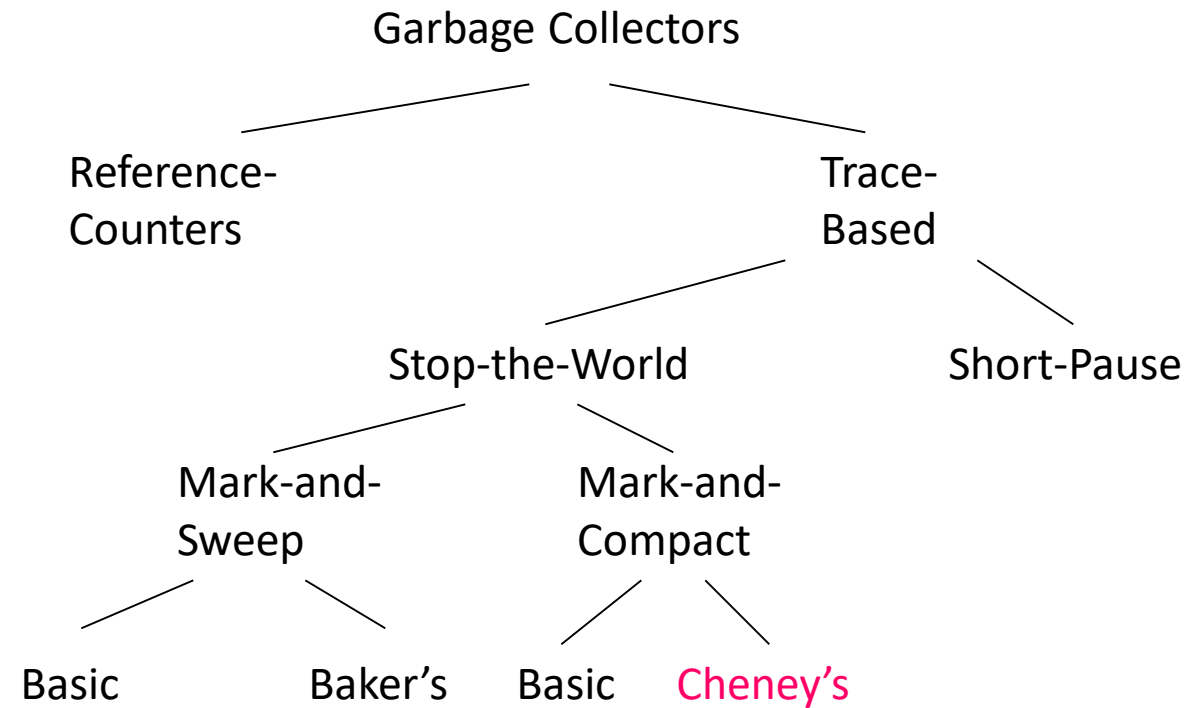 Garbage Collectors
Reference-
Counters
Trace-
Based
Stop-the-World
Short-Pause
Mark-and-
Sweep
Mark-and-
Compact
Basic
Baker’s
Basic
Cheney’s